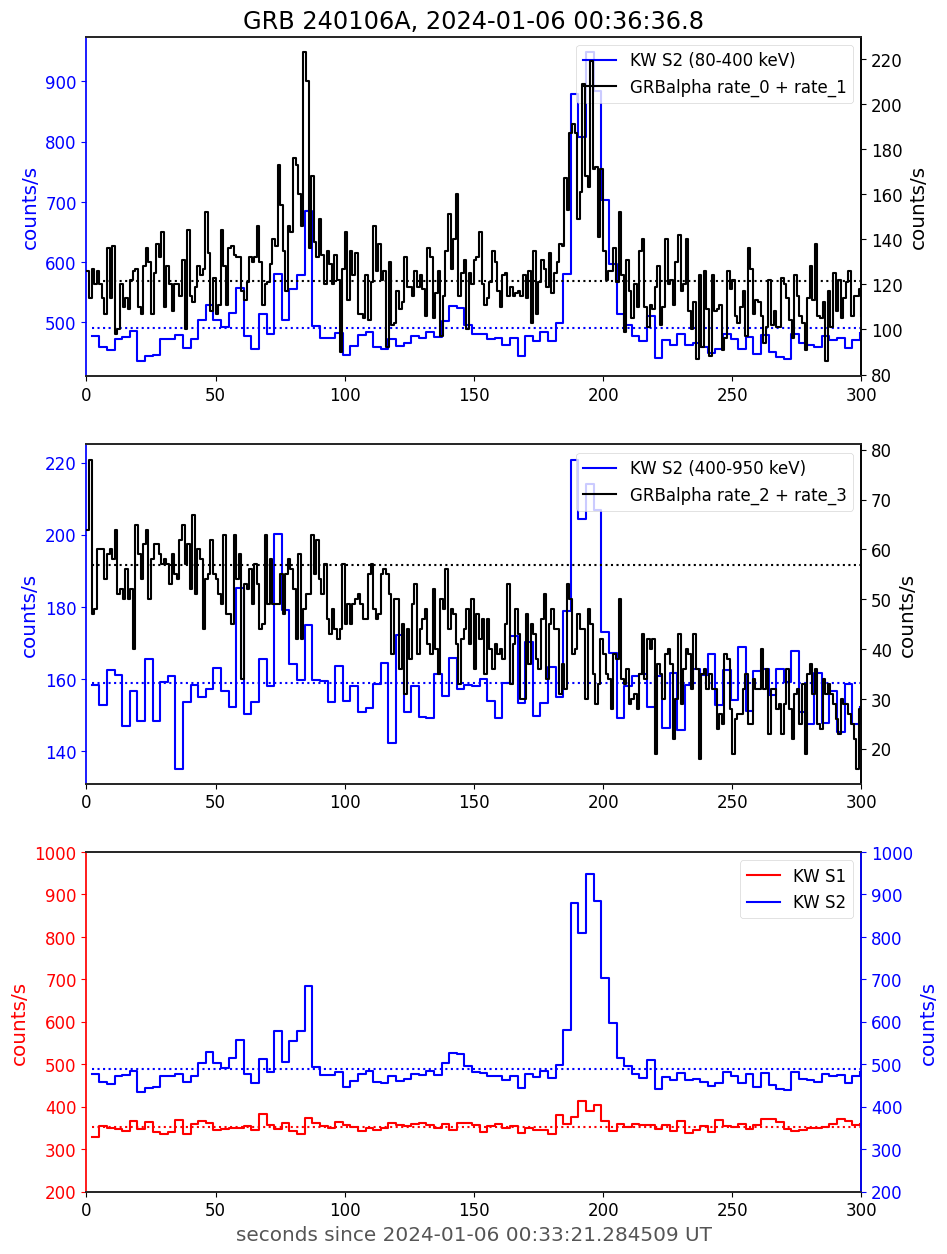 GRB 240106A, 2024-01-06 00:36:36.8
KW S2 (80-400 keV)
GRBalpha rate_0 + rate_1
counts/s
900
800
700
600
500
220
200
180
160
140
120
100
80
counts/s
0 50 100 150 200 250 300
KW S2 (400-950 keV)
GRBalpha rate_2 + rate_3
counts/s
220
200
180
160
140
80
70
60
50
40
30
20
counts/s
0 50 100 150 200 250 300
KW S1
KW S2
counts/s
1000
900
800
700
600
500
400
300
200
1000
900
800
700
600
500
400
300
200
counts/s
0 50 100 150 200 250 300
seconds since 2024-01-06 00:33:21.284509 UT